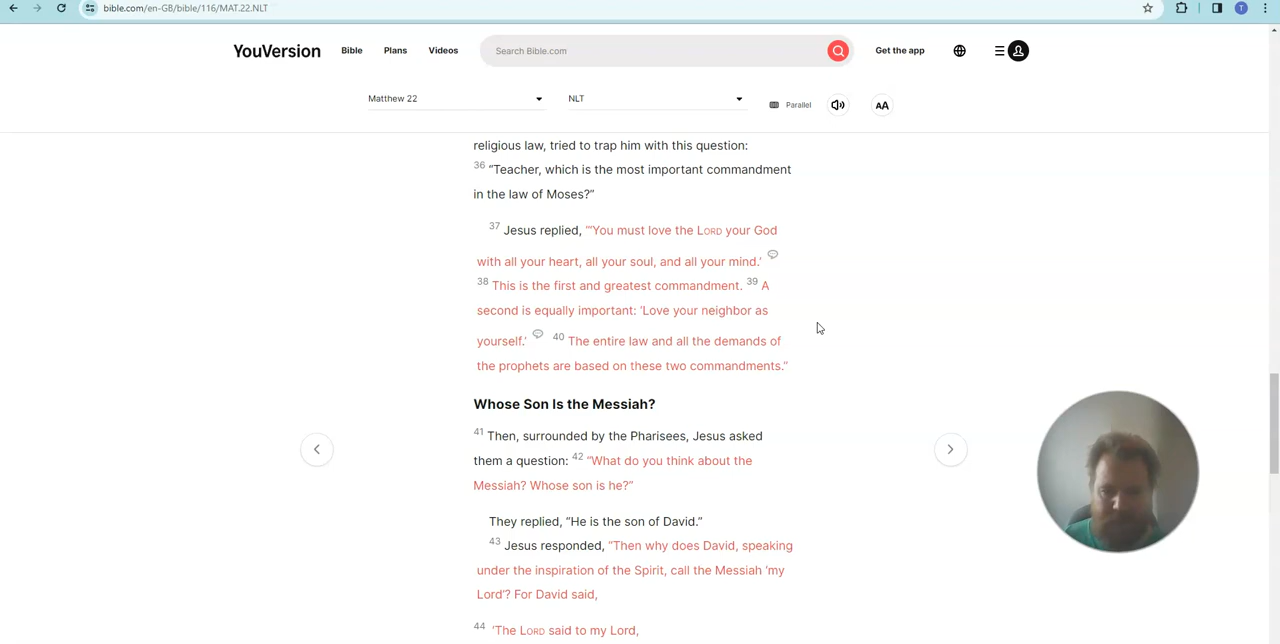 bible.com/en-GB/bible/116/MAT.22.NLT
T
YouVersion
Bible
Plans
Videos
Search Bible.com
Get the app
Matthew 22
NLT
Parallel
AA
religious law, tried to trap him with this question:
36 “Teacher, which is the most important commandment
in the law of Moses?”
37 Jesus replied, “‘You must love the LORD your God
with all your heart, all your soul, and all your mind.’
38 This is the first and greatest commandment. 39 A
second is equally important: ‘Love your neighbor as
yourself.’ 40 The entire law and all the demands of
the prophets are based on these two commandments.”
Whose Son Is the Messiah?
41 Then, surrounded by the Pharisees, Jesus asked
them a question: 42 “What do you think about the
Messiah? Whose son is he?”
They replied, “He is the son of David.”
43 Jesus responded, “Then why does David, speaking
under the inspiration of the Spirit, call the Messiah ‘my
Lord’? For David said,
44 ‘The LORD said to my Lord,